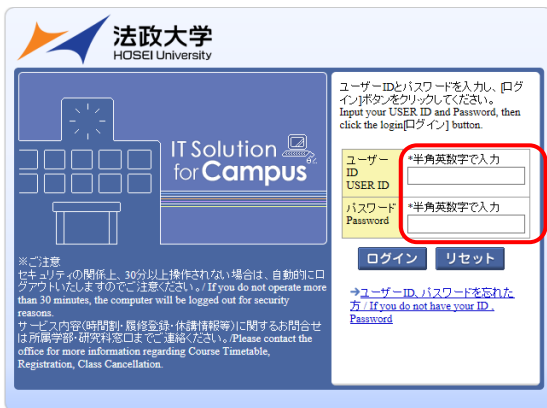 法政大学
HOSEI University
IT Solution
for Campus
※ご注意
セキュリティの関係上、30分以上操作されない場合は、自動的にロ
グアウトいたしますのでご注意ください。/ If you do not operate more
than 30 minutes, the computer will be logged out for security
reasons.
サービス内容(時間割・履修登録・休講情報等)に関するお問合せ
は所属学部・研究科窓口までご連絡ください。/Please contact the
office for more information regarding Course Timetable,
Registration, Class Cancellation.
ユーザーIDとパスワードを入力し、[ログ
イン]ボタンをクリックしてください。
Input your USER ID and Password, then
click the login[ログイン] button.
ユーザー
ID
USER ID
*半角英数字で入力
パスワード
Password
*半角英数字で入力
ログイン
リセット
→ユーザーID、パスワードを忘れた
方 / If you do not have your ID ,
Password